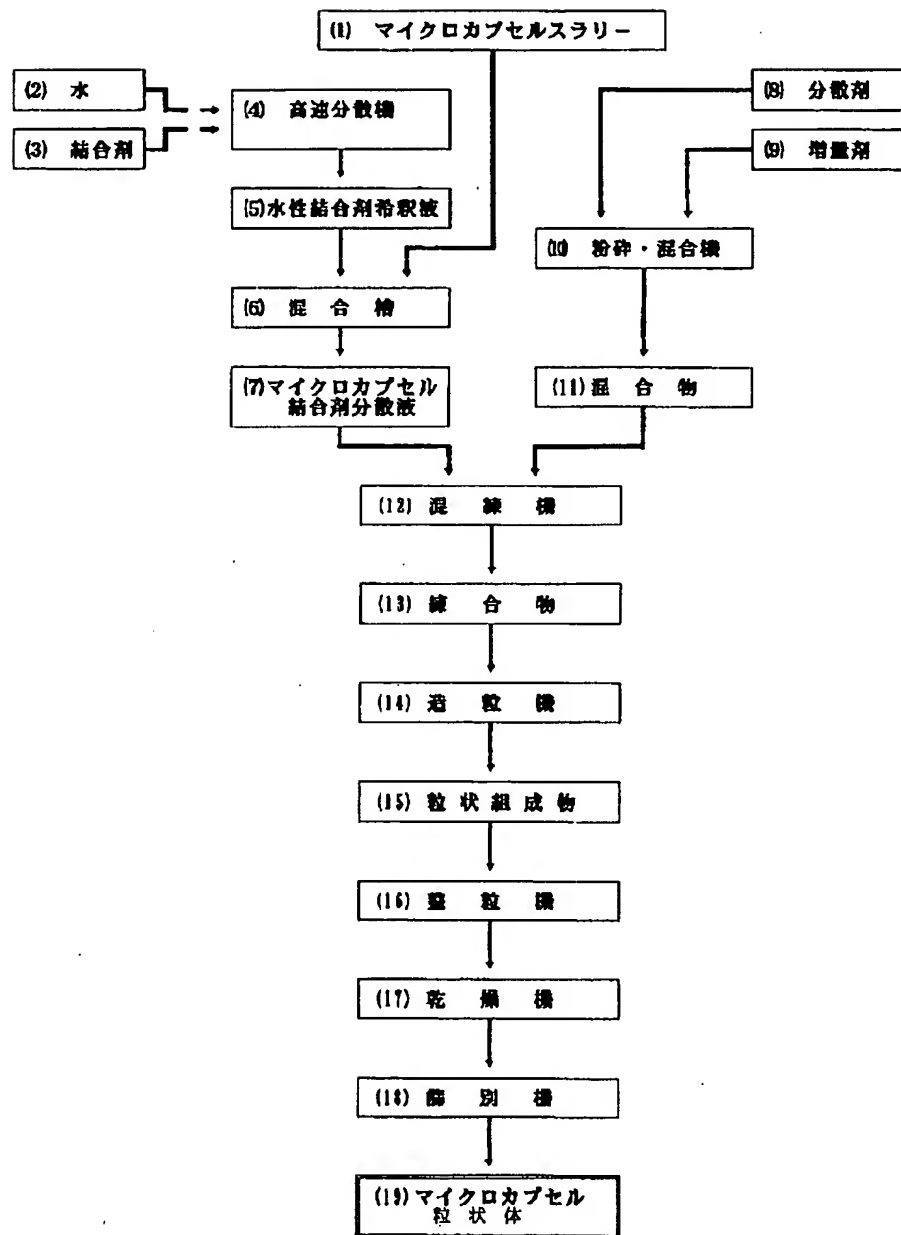 (1) マイクロカプセルスラリー
(2) 水
(3) 結合剤
(4) 高速分散機
(5)水性結合剤希釈液
(6) 混合槽
(7)マイクロカプセル
結合剤分散液
(8) 分散剤
(9) 増量剤
(10) 粉砕・混合機
(11)混合物
(12)混練機
(13)練合物
(14)造粒機
(15)粒状組成物
(16)整粒機
(17)乾燥機
(18)篩別機
(19)マイクロカプセル
粒状体